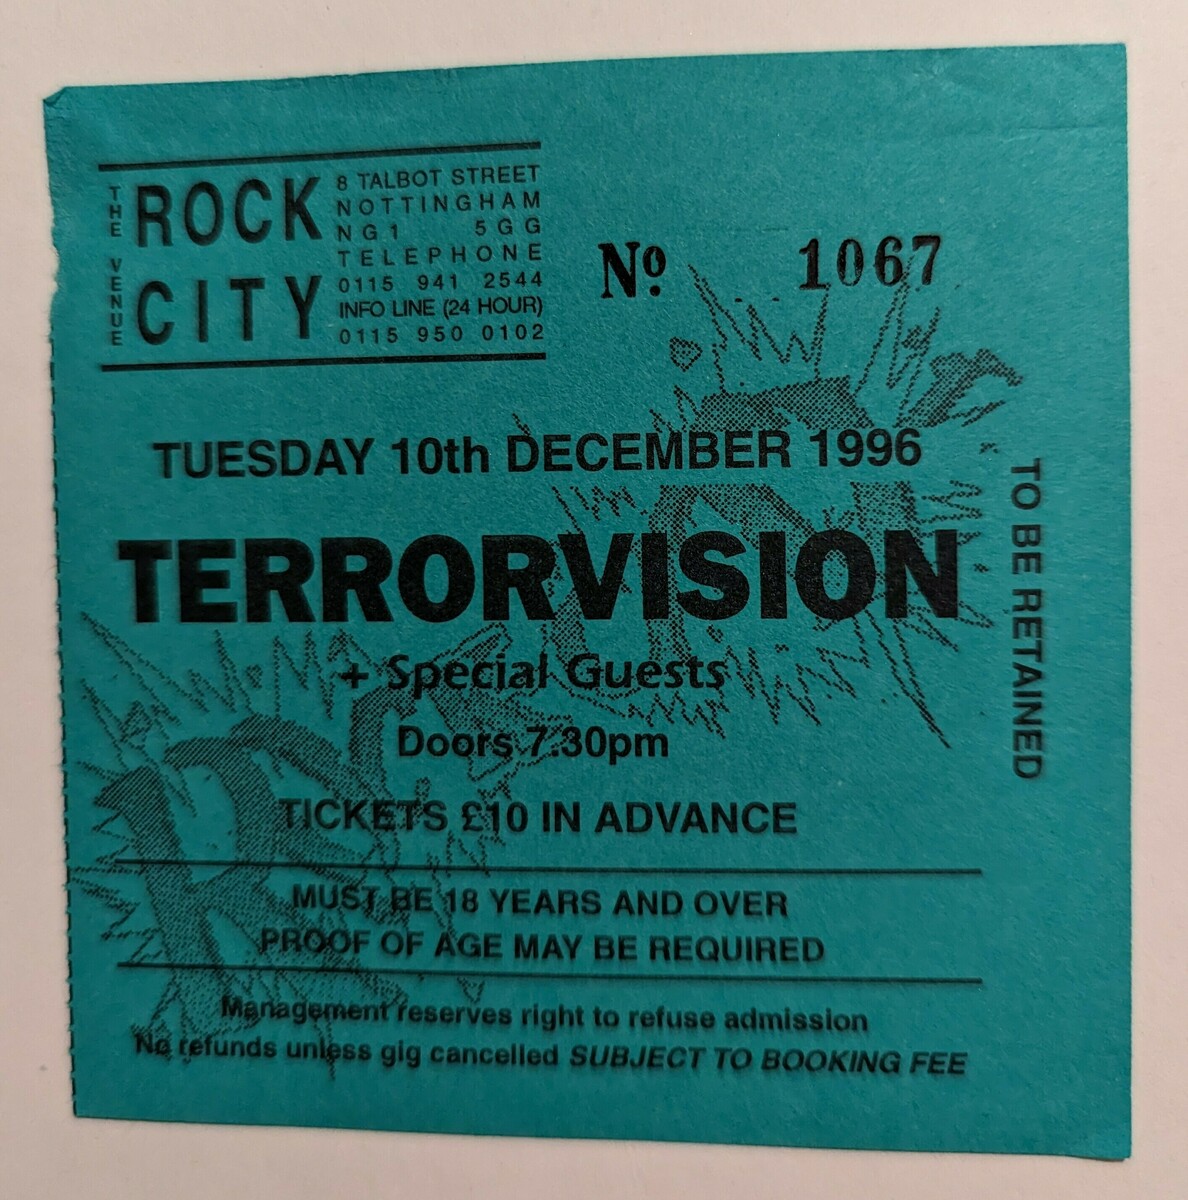 THE VENUE
ROCK
CITY
8 TALBOT STREET
NOTTINGHAM
NG1 5GG
TELEPHONE
0115 941 2544
INFO LINE (24 HOUR)
0115 950 0102
Nº 1067
TUESDAY 10th DECEMBER 1996
TERRORVISION
+ Special Guests
Doors 7.30pm
TICKETS £10 IN ADVANCE
MUST BE 18 YEARS AND OVER
PROOF OF AGE MAY BE REQUIRED
Management reserves right to refuse admission
No refunds unless gig cancelled SUBJECT TO BOOKING FEE
TO BE RETAINED